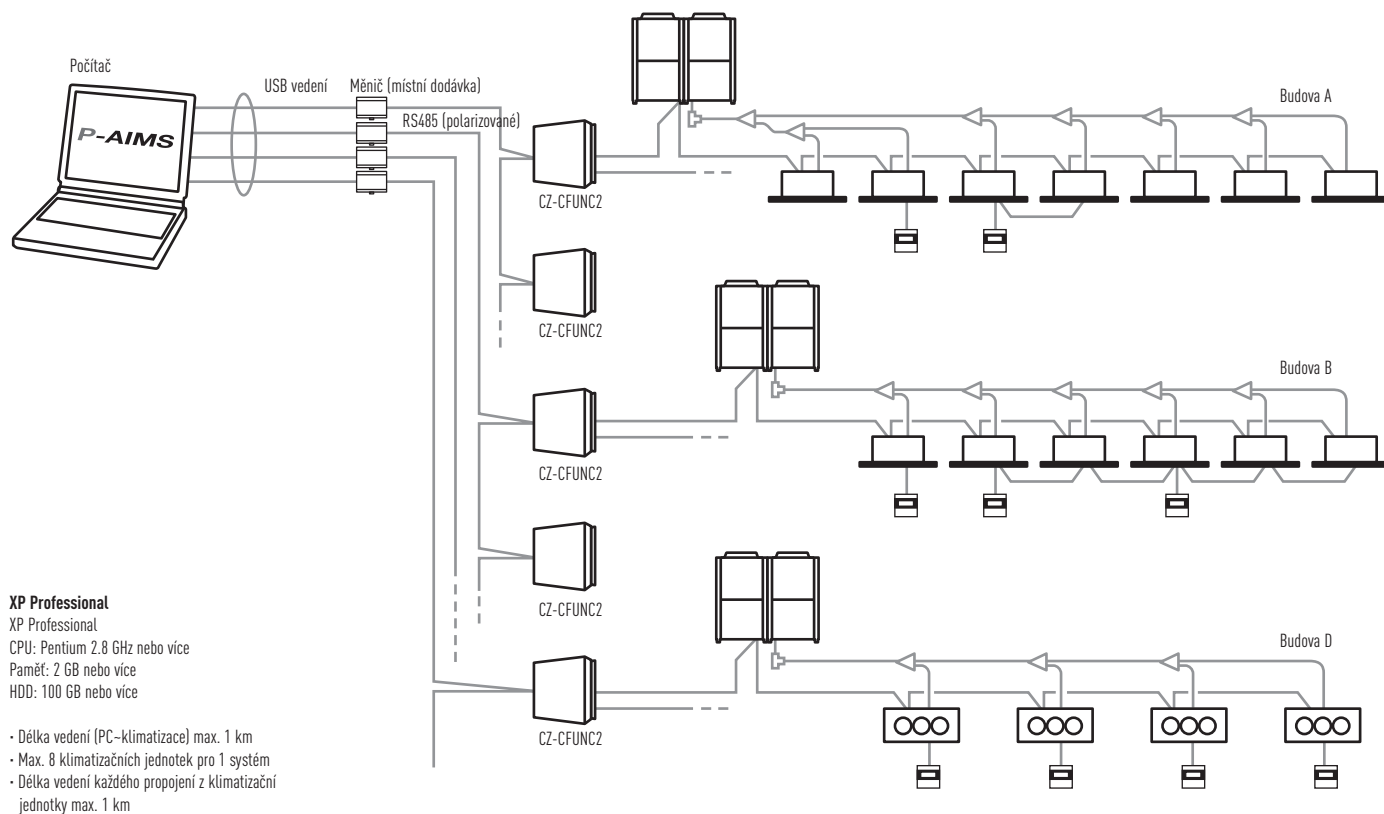 Počítač
P-AIMS
USB vedení
Měnič (místní dodávka)
RS485 (polarizované)
CZ-CFUNC2
Budova A
CZ-CFUNC2
CZ-CFUNC2
Budova B
CZ-CFUNC2
CZ-CFUNC2
Budova D
XP Professional
XP Professional
CPU: Pentium 2.8 GHz nebo více
Paměť: 2 GB nebo více
HDD: 100 GB nebo více
• Délka vedení (PC~klimatizace) max. 1 km
• Max. 8 klimatizačních jednotek pro 1 systém
• Délka vedení každého propojení z klimatizační
jednotky max. 1 km